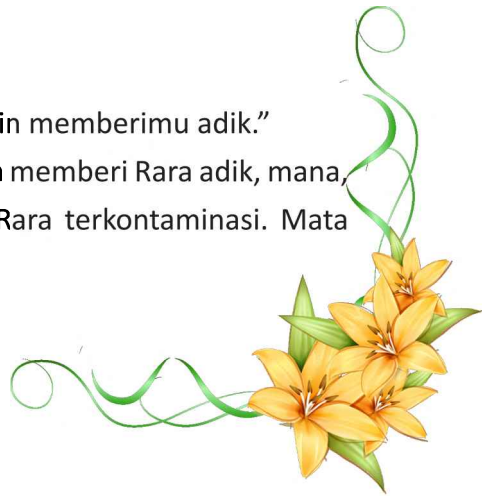 in memberimu adik.”
memberi Rara adik, mana,
Rara terkontaminasi. Mata